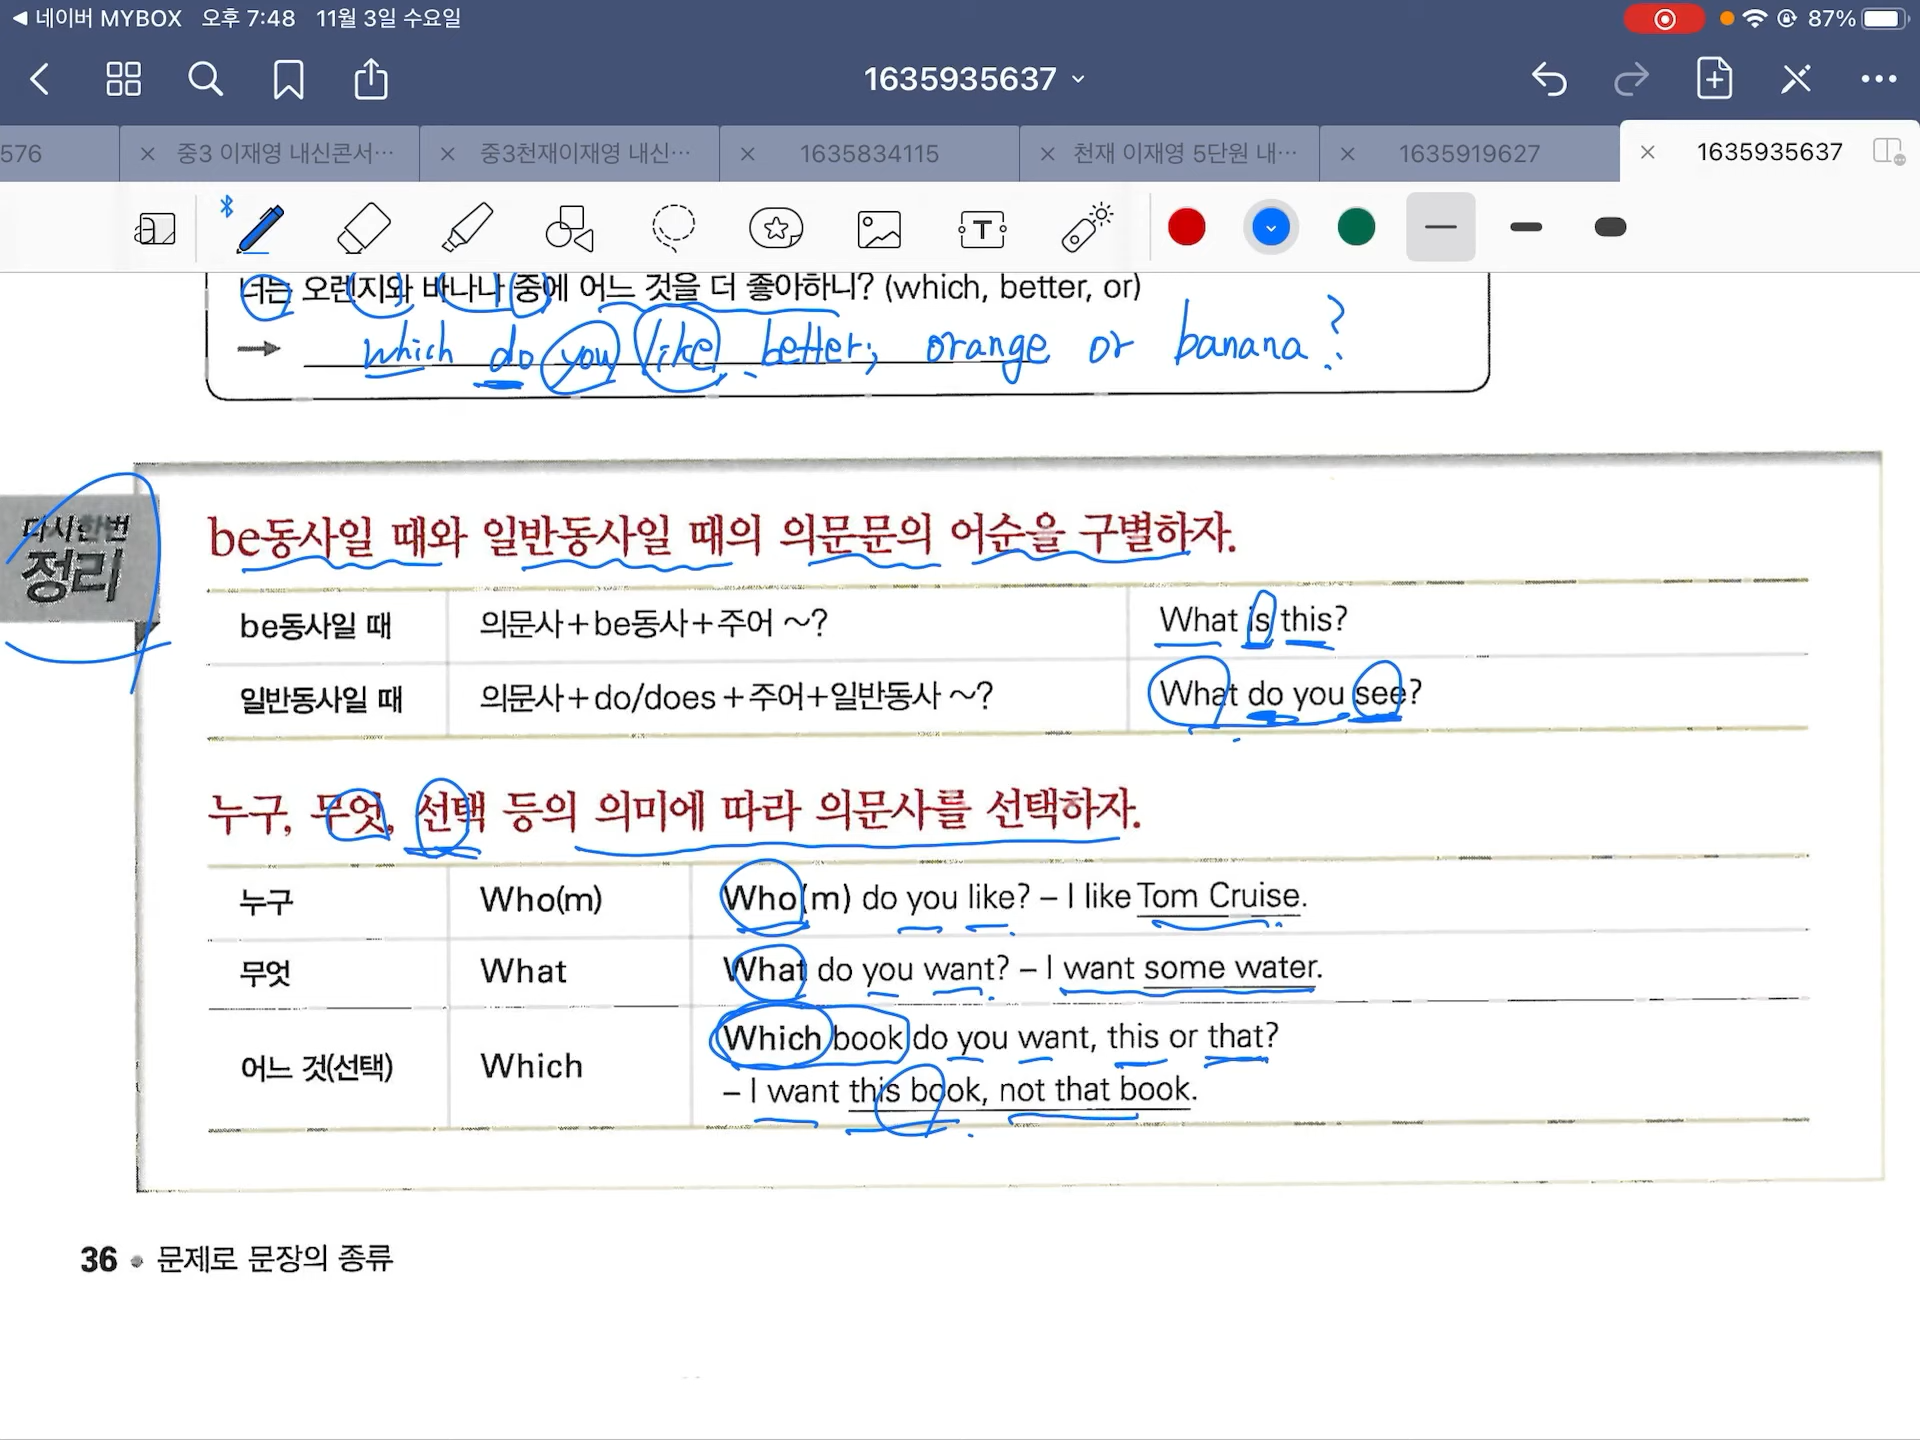 네이버 MYBOX 오후 7:48 11월 3일 수요일 87%
1635935637
576 중3 이재영 내신콘서… 중3천재이재영 내신… 1635834115 천재 이재영 5단원 내… 1635919627 1635935637
너는 오렌지와 바나나 중에 어느 것을 더 좋아하니? (which, better, or)
→ which do you like better, orange or banana?
다시한번
정리
be동사일 때와 일반동사일 때의 의문문의 어순을 구별하자.
be동사일 때 의문사+be동사+주어 ~? What is this?
일반동사일 때 의문사+do/does+주어+일반동사 ~? What do you see?
누구, 무엇, 선택 등의 의미에 따라 의문사를 선택하자.
누구 Who(m) Who(m) do you like? – I like Tom Cruise.
무엇 What What do you want? – I want some water.
어느 것(선택) Which Which book do you want, this or that?
– I want this book, not that book.
36 문제로 문장의 종류